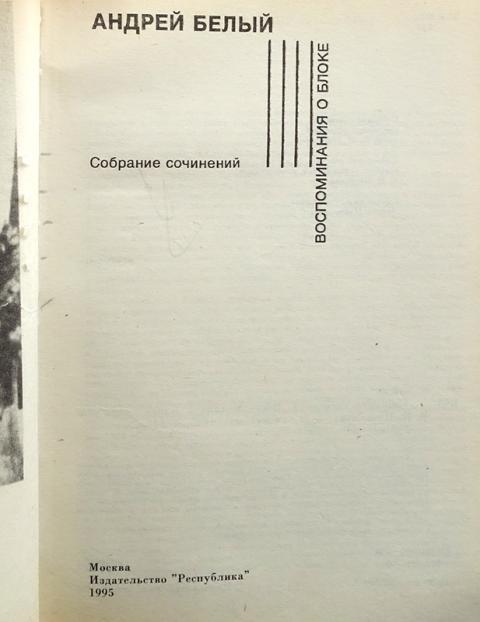 АНДРЕЙ БЕЛЫЙ
Собрание сочинений
ВОСПОМИНАНИЯ О БЛОКЕ
Москва
Издательство "Республика"
1995